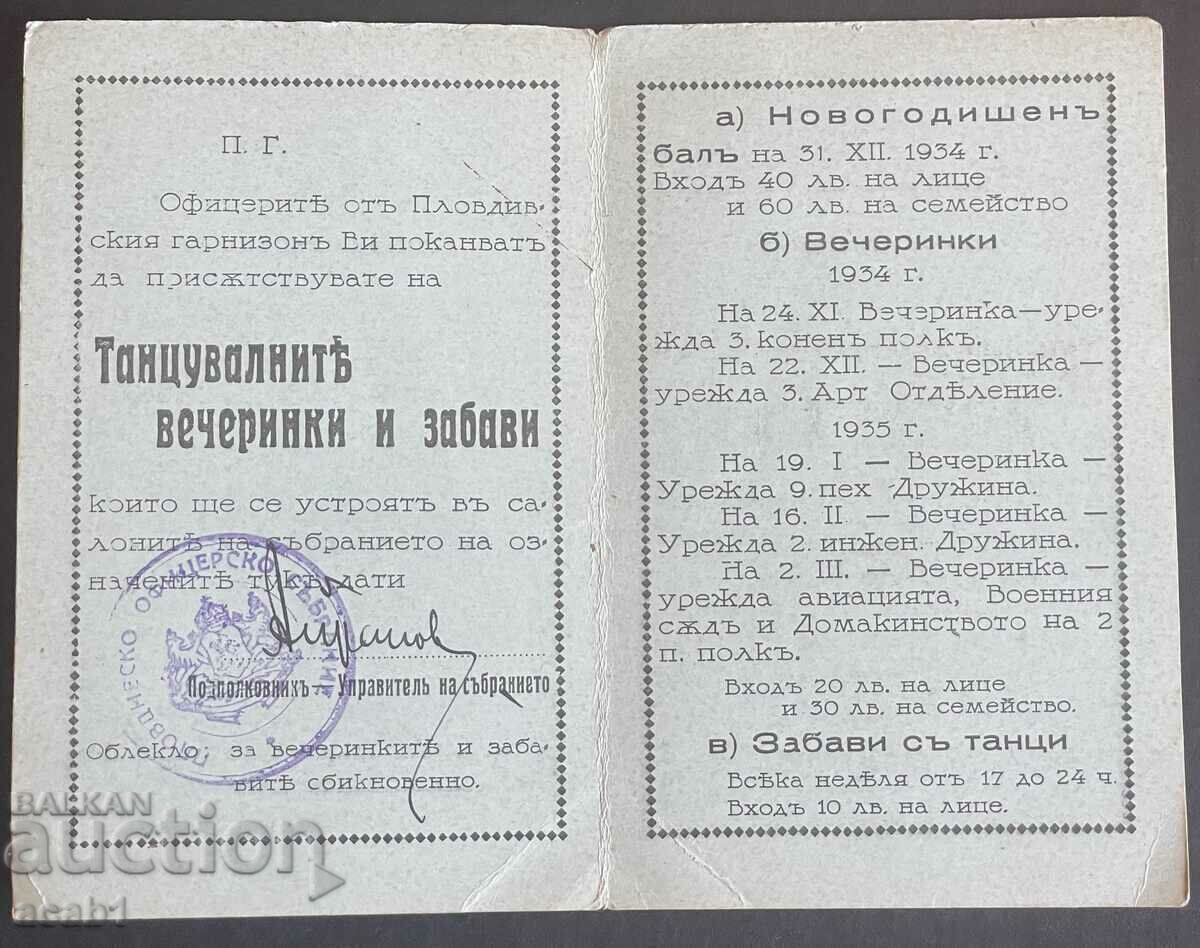 П. Г.
Офицеритѣ отъ Пловдив-
ския гарнизонъ Ви поканватъ
да присѫтствувате на
Танцувалнитѣ
вечеринки и забави
които ще се устроятъ въ са-
лонитѣ на събранието на оз-
наченитѣ тукъ дати
Подполковникъ Управитель на събранието
Облекло: за вечеринкитѣ и заба-
витѣ сбикновенно.
ОФИЦЕРСКО СЪБРАНИЕ
а) Новогодишенъ
балъ на 31. XII. 1934 г.
Входъ 40 лв. на лице
и 60 лв. на семейство
б) Вечеринки
1934 г.
На 24. XI. Вечеринка—уре-
жда 3. коненъ полкъ.
На 22. XII. — Вечеринка —
урежда 3. Арт Отдѣление.
1935 г.
На 19. I — Вечеринка —
Урежда 9. пех Дружина.
На 16. II — Вечеринка —
Урежда 2. инжен. Дружина.
На 2. III. — Вечеринка —
урежда авиацията, Военния
сѫдъ и Домакинството на 2
п. полкъ.
Входъ 20 лв. на лице
и 30 лв. на семейство.
в) Забави съ танци
Всѣка недѣля отъ 17 до 24 ч.
Входъ 10 лв. на лице.
BALKAN
auction
acab1